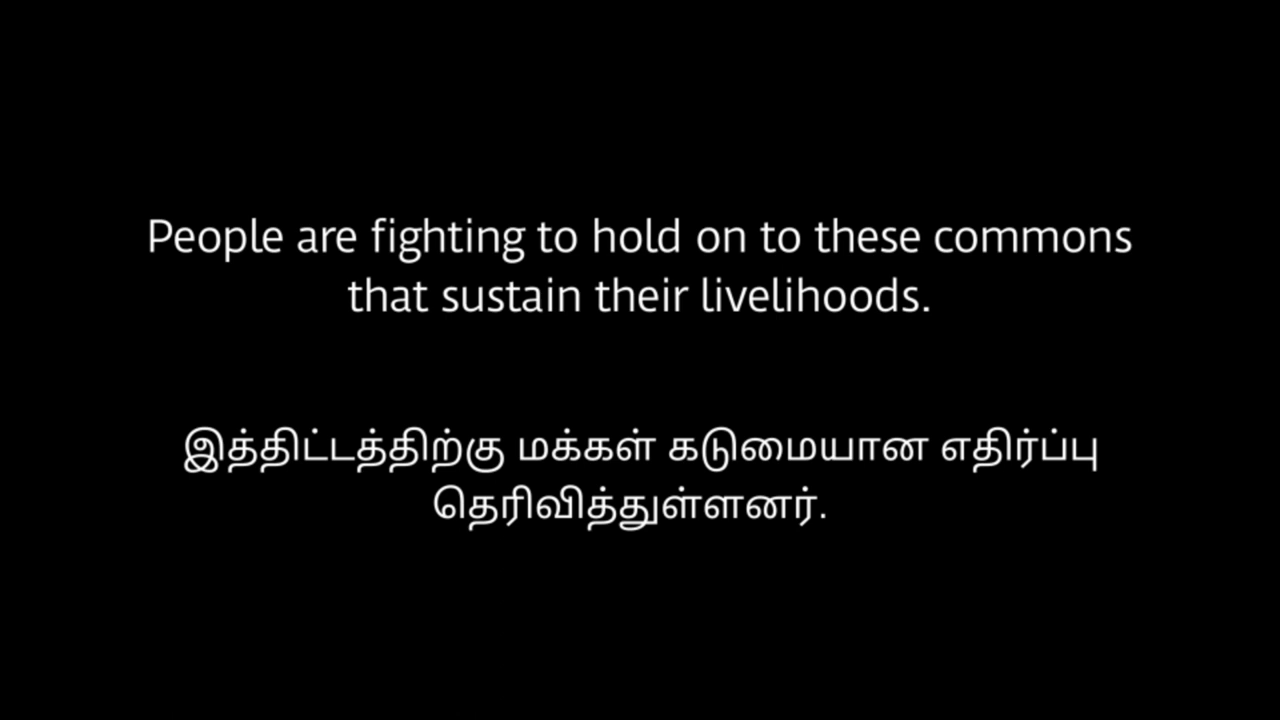 People are fighting to hold on to these commons
that sustain their livelihoods.
இத்திட்டத்திற்கு மக்கள் கடுமையான எதிர்ப்பு
தெரிவித்துள்ளனர்.